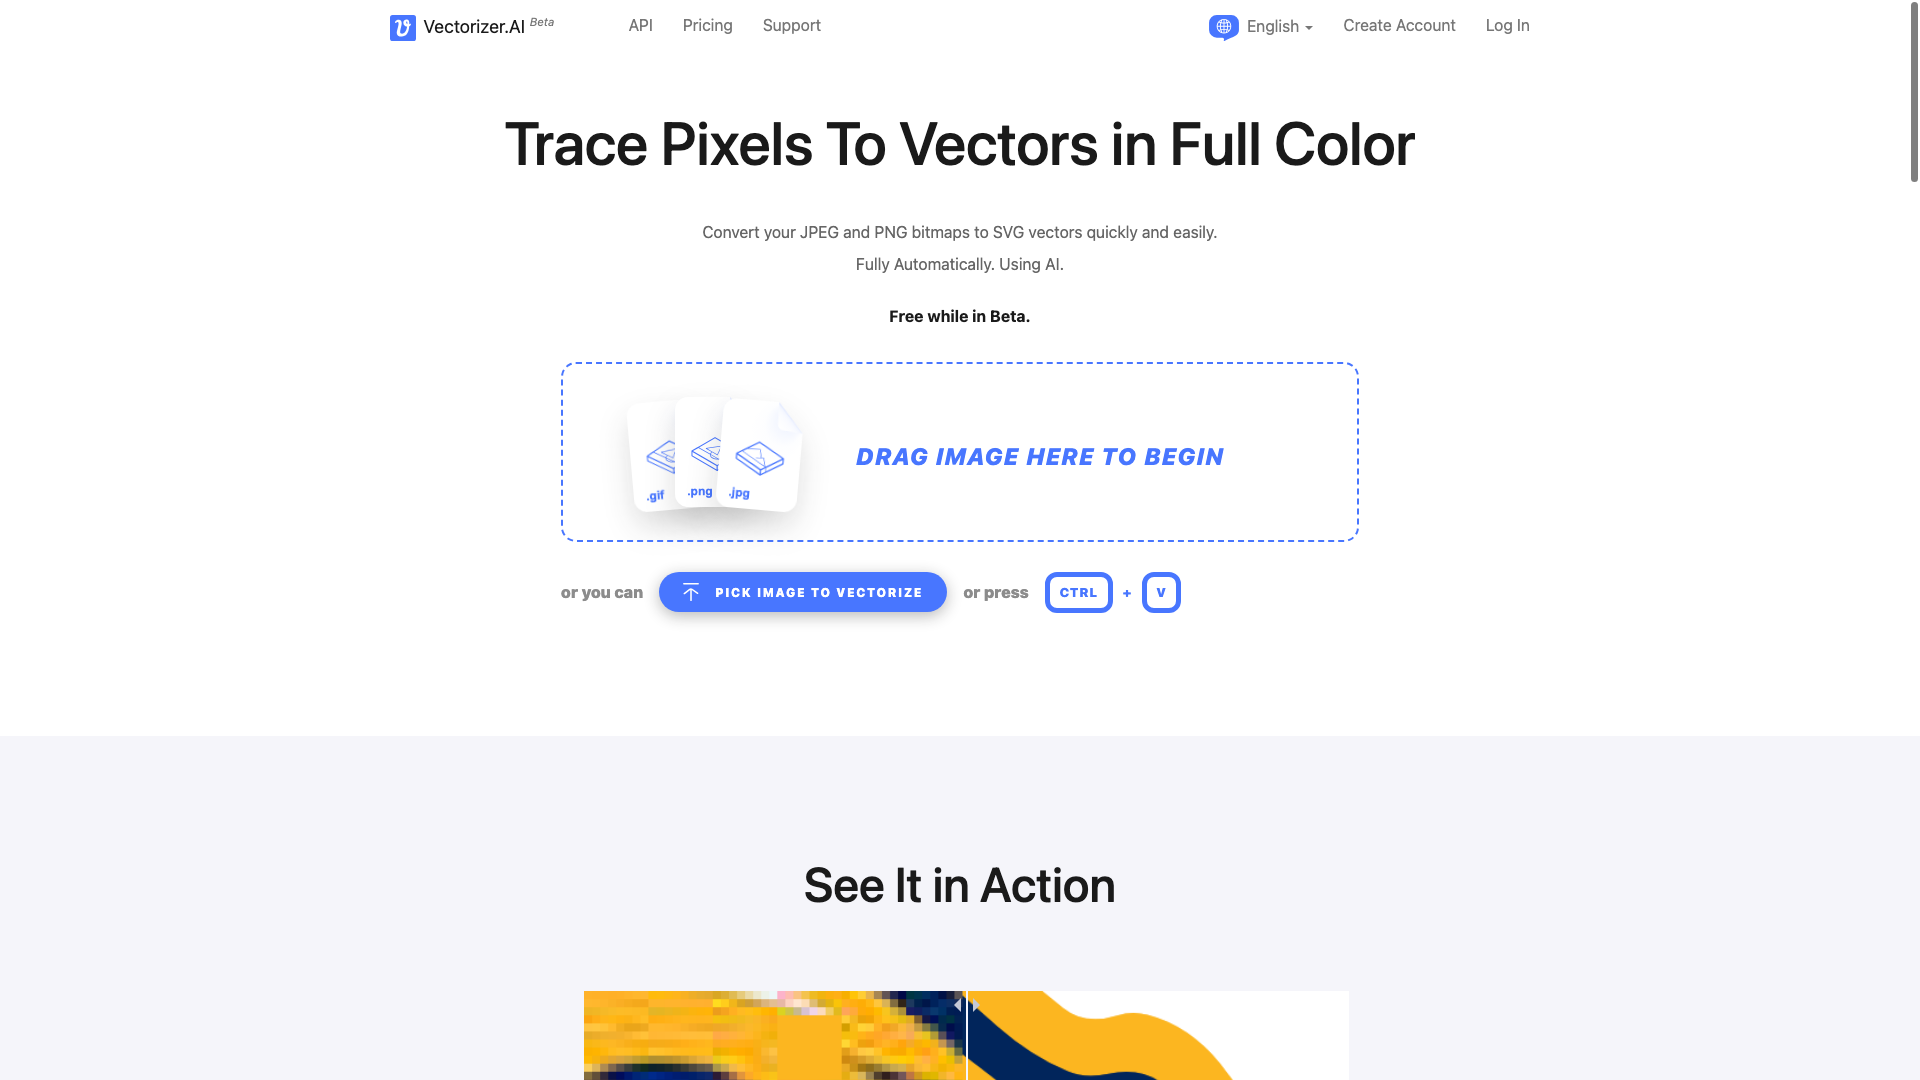 Vectorizer.AI Beta
API
Pricing
Support
English
Create Account
Log In
Trace Pixels To Vectors in Full Color
Convert your JPEG and PNG bitmaps to SVG vectors quickly and easily.
Fully Automatically. Using AI.
Free while in Beta.
.gif
.png
.jpg
DRAG IMAGE HERE TO BEGIN
or you can
PICK IMAGE TO VECTORIZE
or press
CTRL
+
V
See It in Action